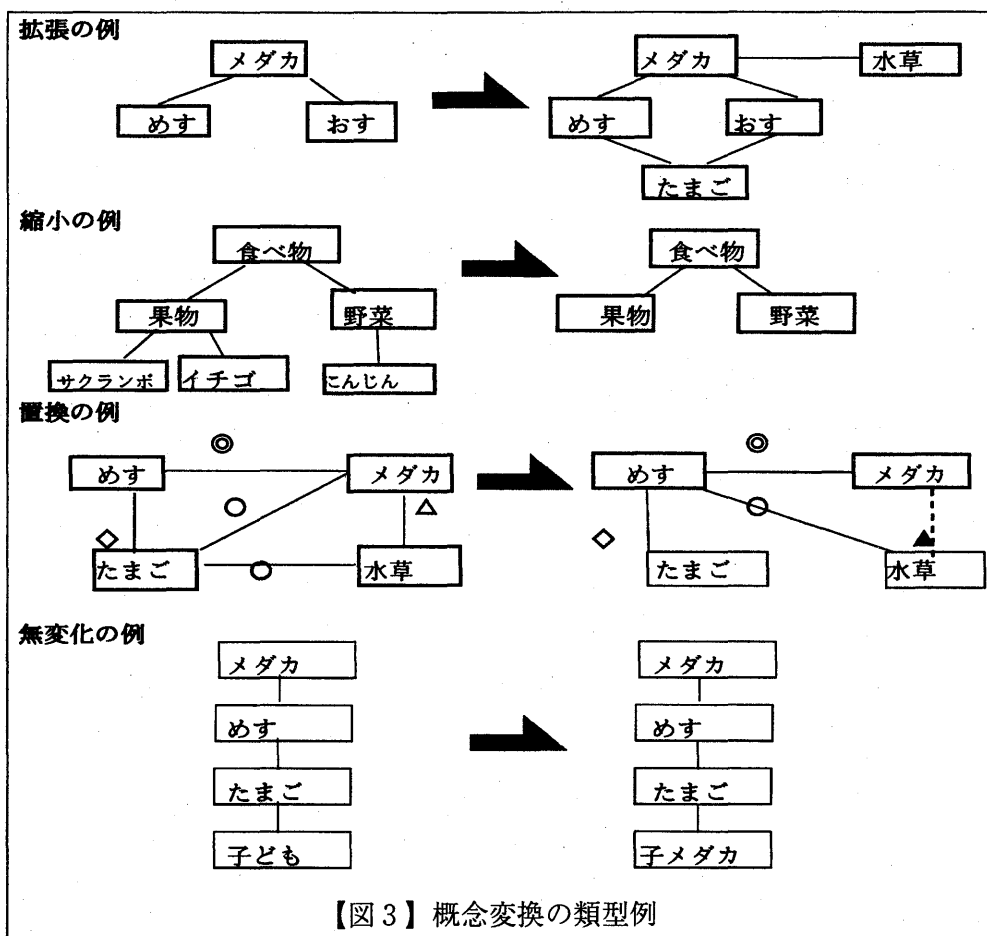 拡張の例
メダカ
めす おす
メダカ 水草
めす おす
たまご
縮小の例
食べ物
果物 野菜
サクランボ イチゴ にんじん
食べ物
果物 野菜
置換の例
◎
めす メダカ
○ △
◇
たまご ○ 水草
◎
めす メダカ
○
◇ ▲
たまご 水草
無変化の例
メダカ
めす
たまご
子ども
メダカ
めす
たまご
子メダカ
【図3】概念変換の類型例